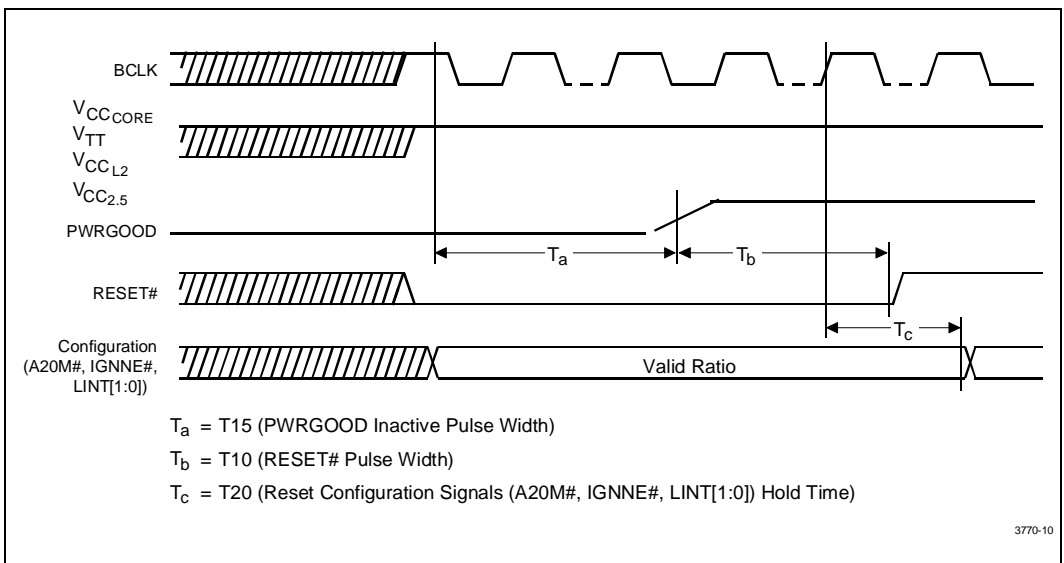 BCLK
VCCCORE
VTT
VCCL2
VCC2.5
PWRGOOD
Ta
Tb
RESET#
Tc
Configuration
(A20M#, IGNNE#,
LINT[1:0])
Valid Ratio
Ta = T15 (PWRGOOD Inactive Pulse Width)
Tb = T10 (RESET# Pulse Width)
Tc = T20 (Reset Configuration Signals (A20M#, IGNNE#, LINT[1:0]) Hold Time)
3770-10